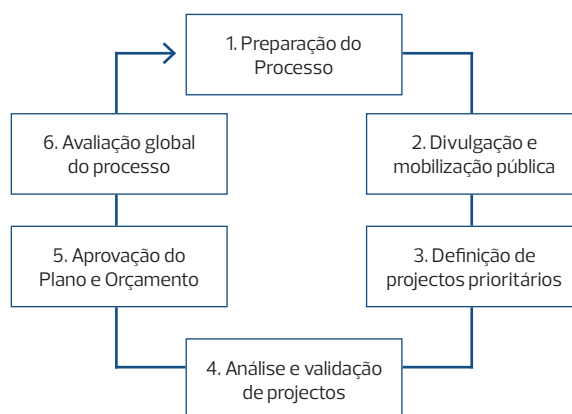 1. Preparação do
Processo
2. Divulgação e
mobilização pública
3. Definição de
projectos prioritários
4. Análise e validação
de projectos
5. Aprovação do
Plano e Orçamento
6. Avaliação global
do processo